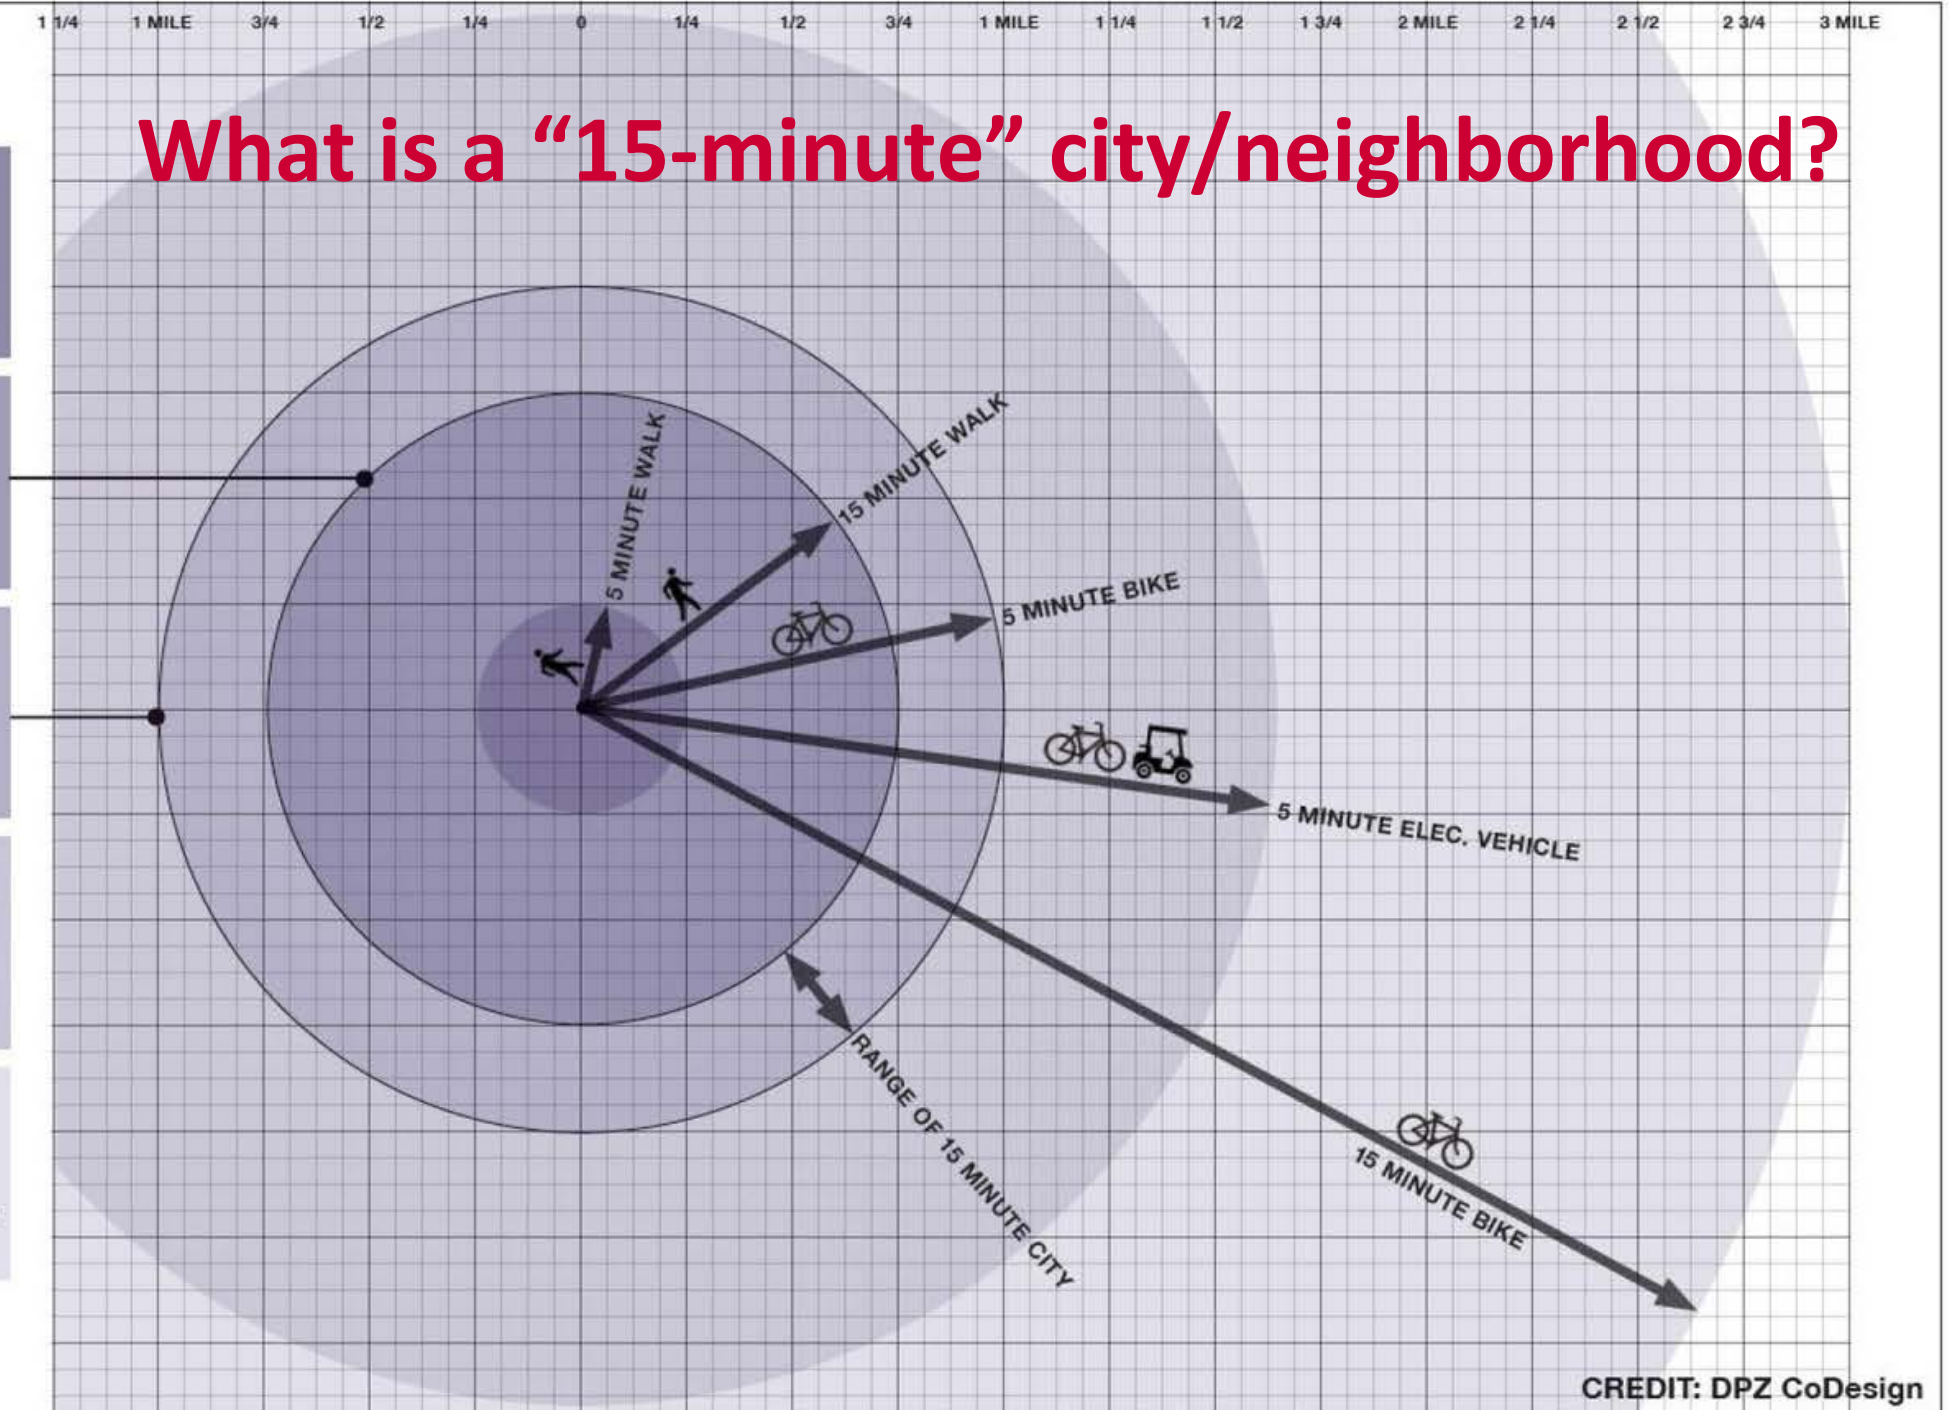 1 1/4 1 MILE 3/4 1/2 1/4 0 1/4 1/2 3/4 1 MILE 1 1/4 1 1/2 1 3/4 2 MILE 2 1/4 2 1/2 2 3/4 3 MILE
What is a “15-minute” city/neighborhood?
5 MINUTE WALK
15 MINUTE WALK
5 MINUTE BIKE
5 MINUTE ELEC. VEHICLE
RANGE OF 15 MINUTE CITY
15 MINUTE BIKE
CREDIT: DPZ CoDesign